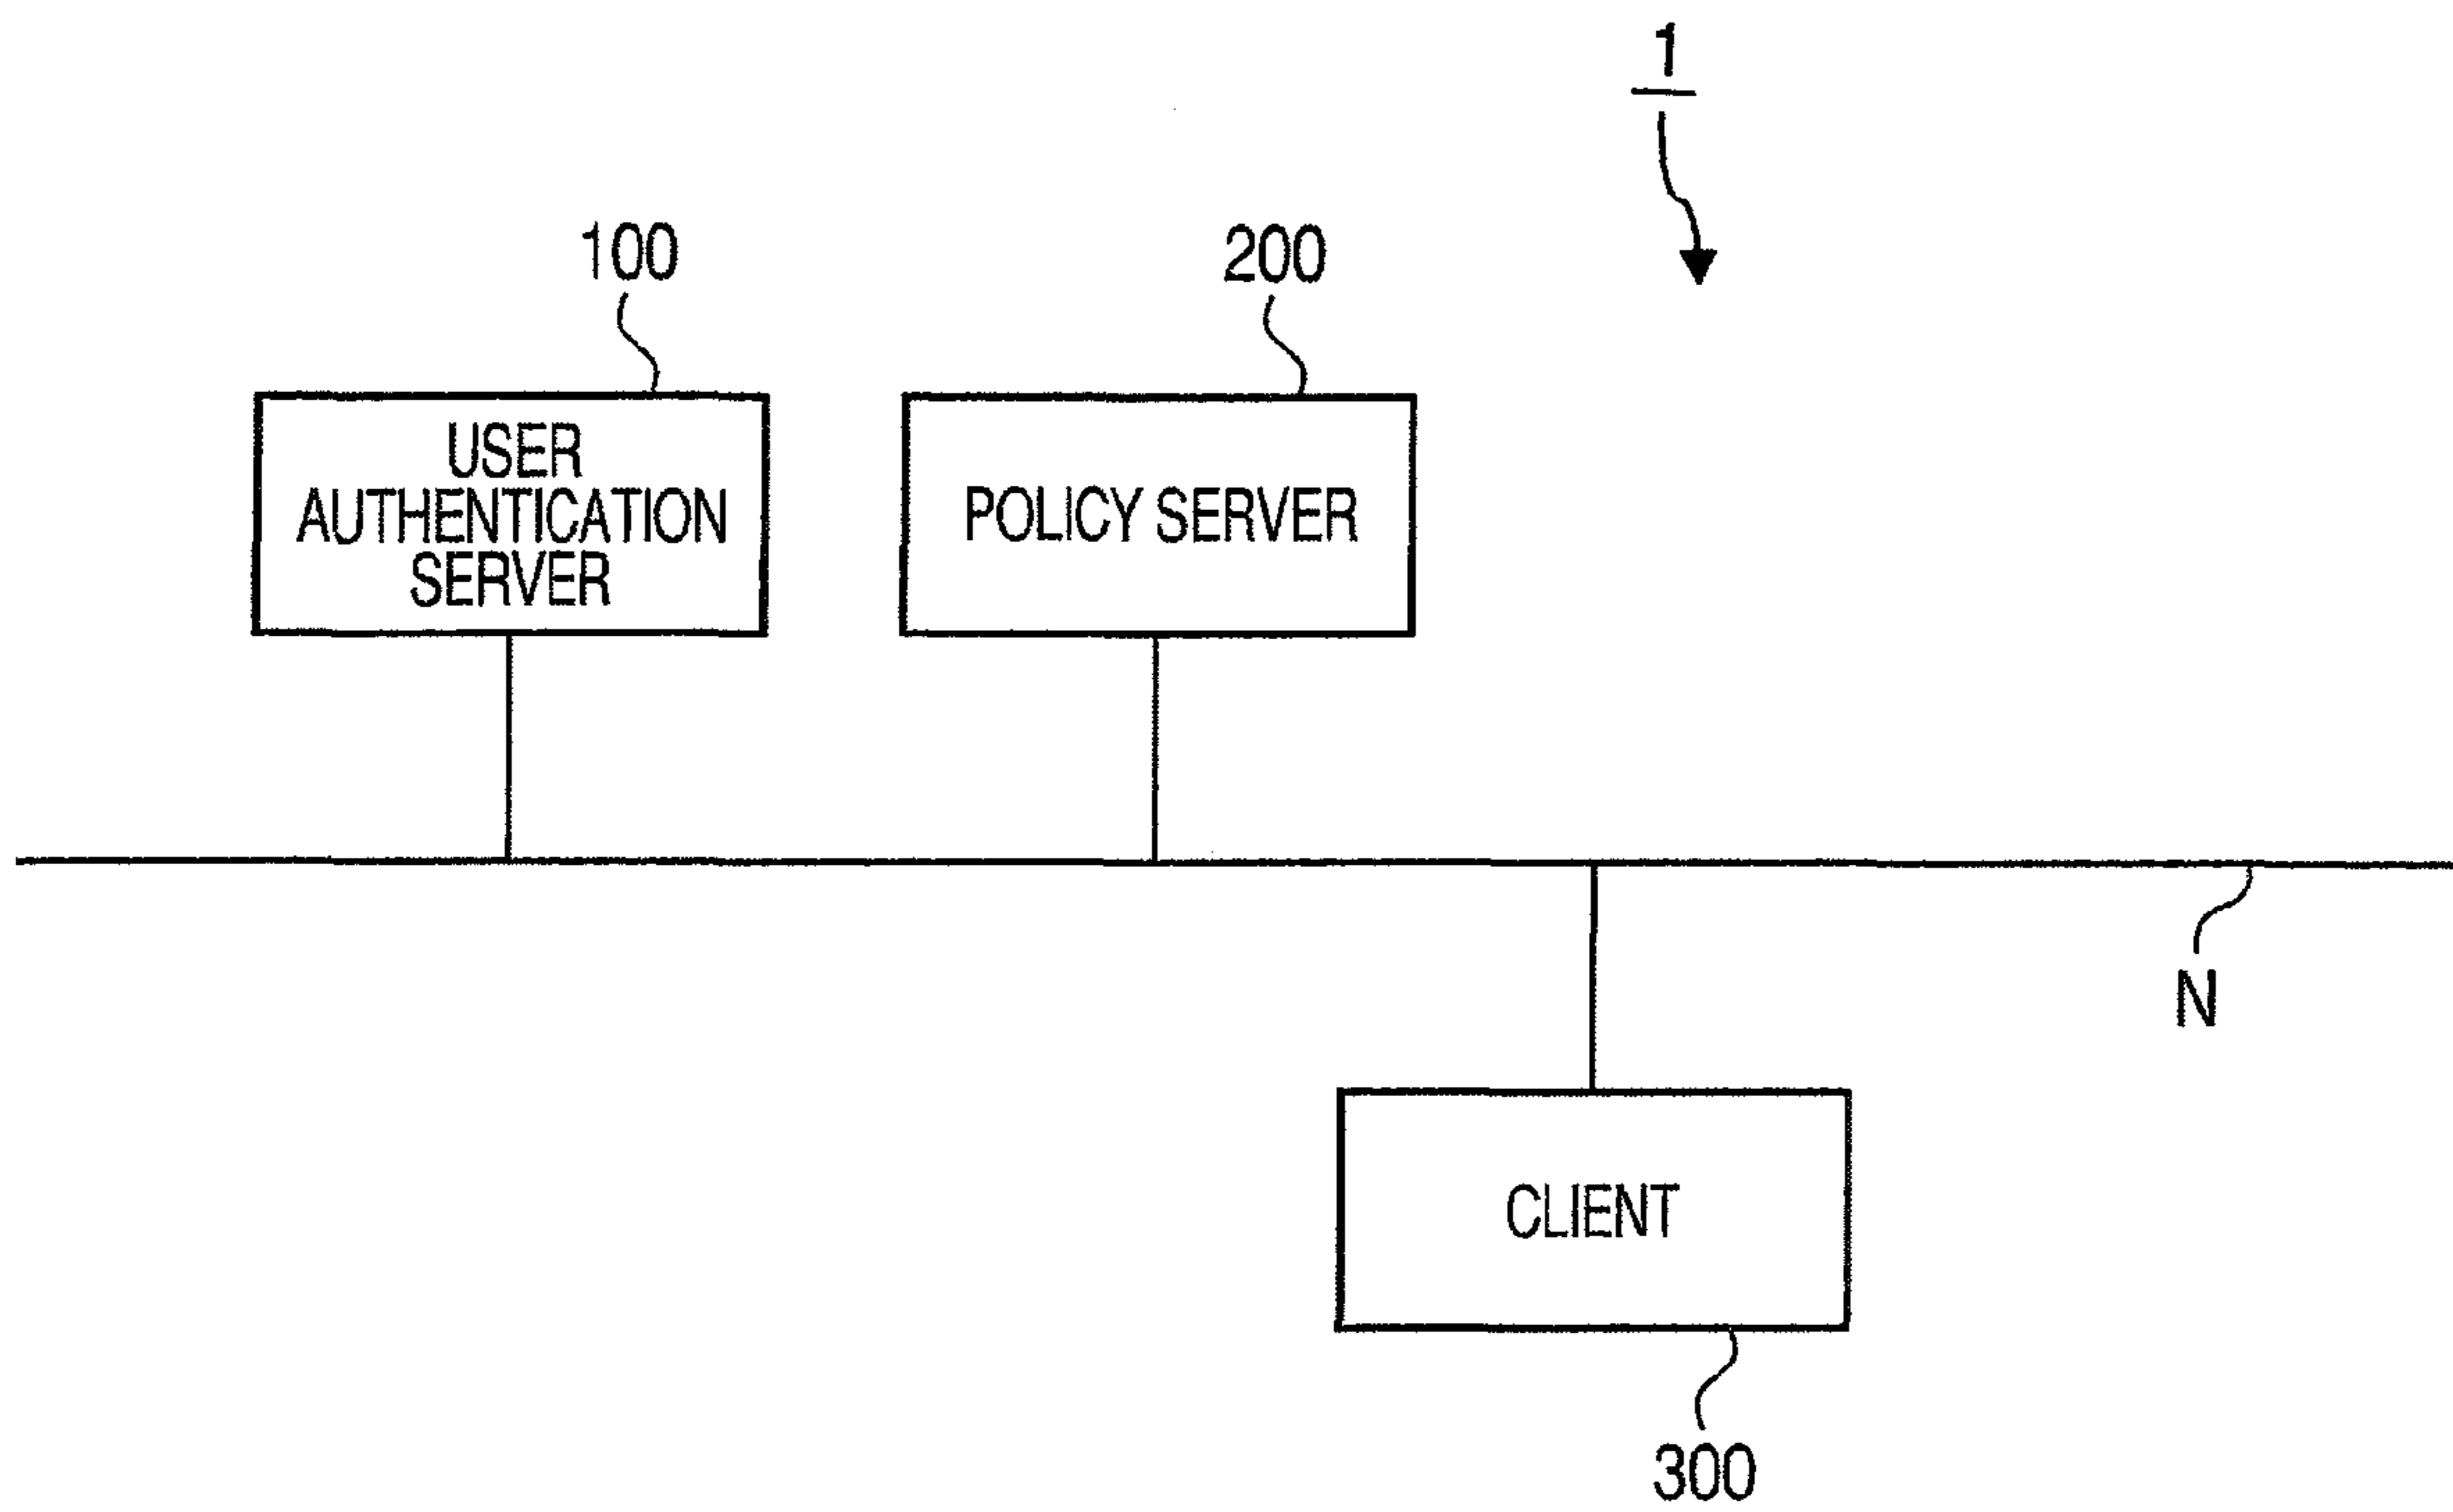 1
100
200
USER
AUTHENTICATION
SERVER
POLICY SERVER
N
CLIENT
300